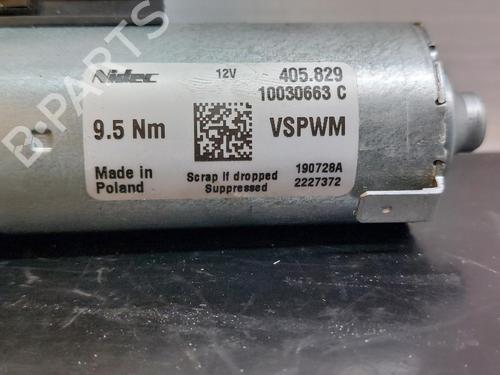 B-PARTS
Nidec 12V 405.829
10030663 C
9.5 Nm VSPWM
Made in Poland
Scrap if dropped
Suppressed
190728A
2227372